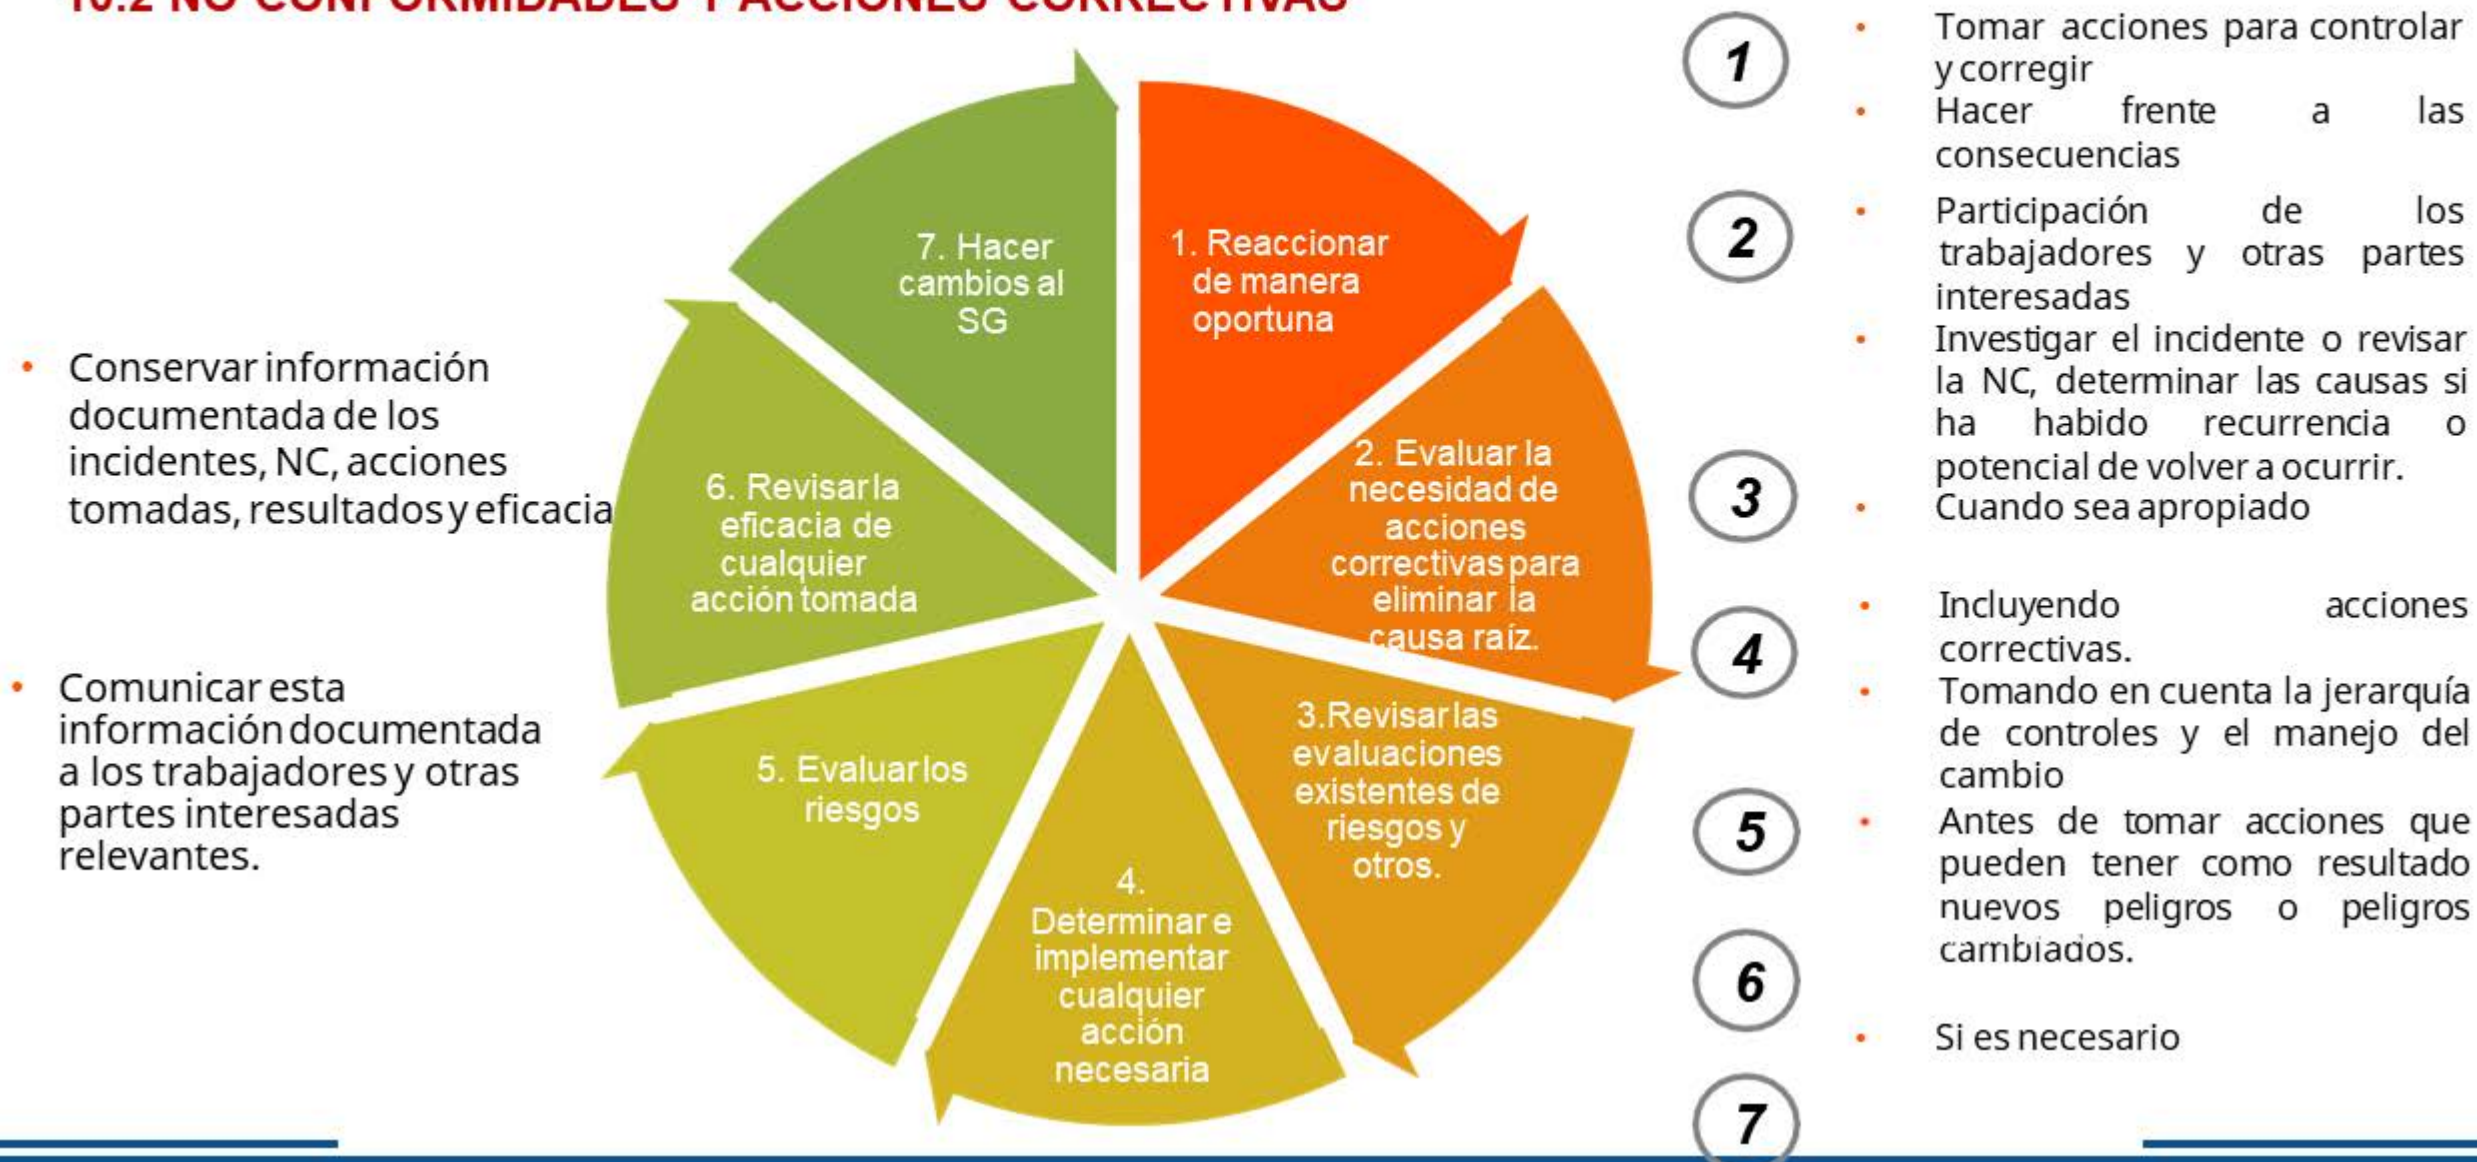 10.2 NO CONFORMIDADES Y ACCIONES CORRECTIVAS
7. Hacer
cambios al
SG
1. Reaccionar
de manera
oportuna
2. Evaluar la
necesidad de
acciones
correctivas para
eliminar la
causa raíz.
3.Revisar las
evaluaciones
existentes de
riesgos y
otros.
4.
Determinar e
implementar
cualquier
acción
necesaria
5. Evaluar los
riesgos
6. Revisar la
eficacia de
cualquier
acción tomada
• Conservar información
documentada de los
incidentes, NC, acciones
tomadas, resultados y eficacia
• Comunicar esta
información documentada
a los trabajadores y otras
partes interesadas
relevantes.
1
• Tomar acciones para controlar
y corregir
• Hacer frente a las
consecuencias
2
• Participación de los
trabajadores y otras partes
interesadas
• Investigar el incidente o revisar
la NC, determinar las causas si
ha habido recurrencia o
potencial de volver a ocurrir.
3
• Cuando sea apropiado
4
• Incluyendo acciones
correctivas.
• Tomando en cuenta la jerarquía
de controles y el manejo del
cambio
5
• Antes de tomar acciones que
pueden tener como resultado
nuevos peligros o peligros
cambiados.
6
• Si es necesario
7